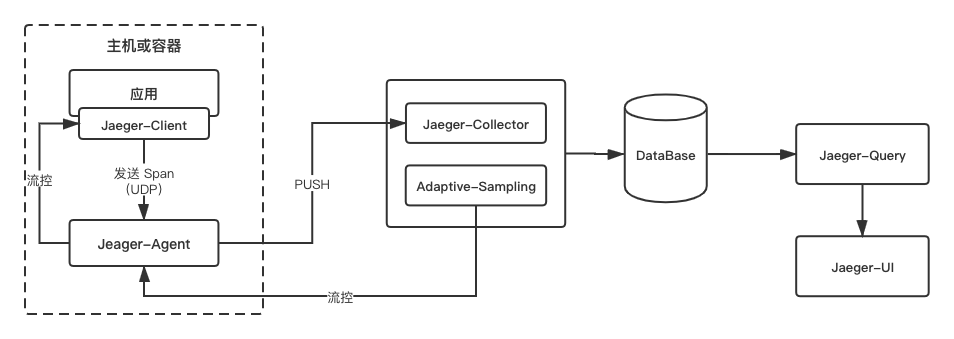 主机或容器
应用
Jaeger-Client
流控
发送 Span
(UDP)
Jeager-Agent
PUSH
流控
Jaeger-Collector
Adaptive-Sampling
DataBase
Jaeger-Query
Jaeger-UI